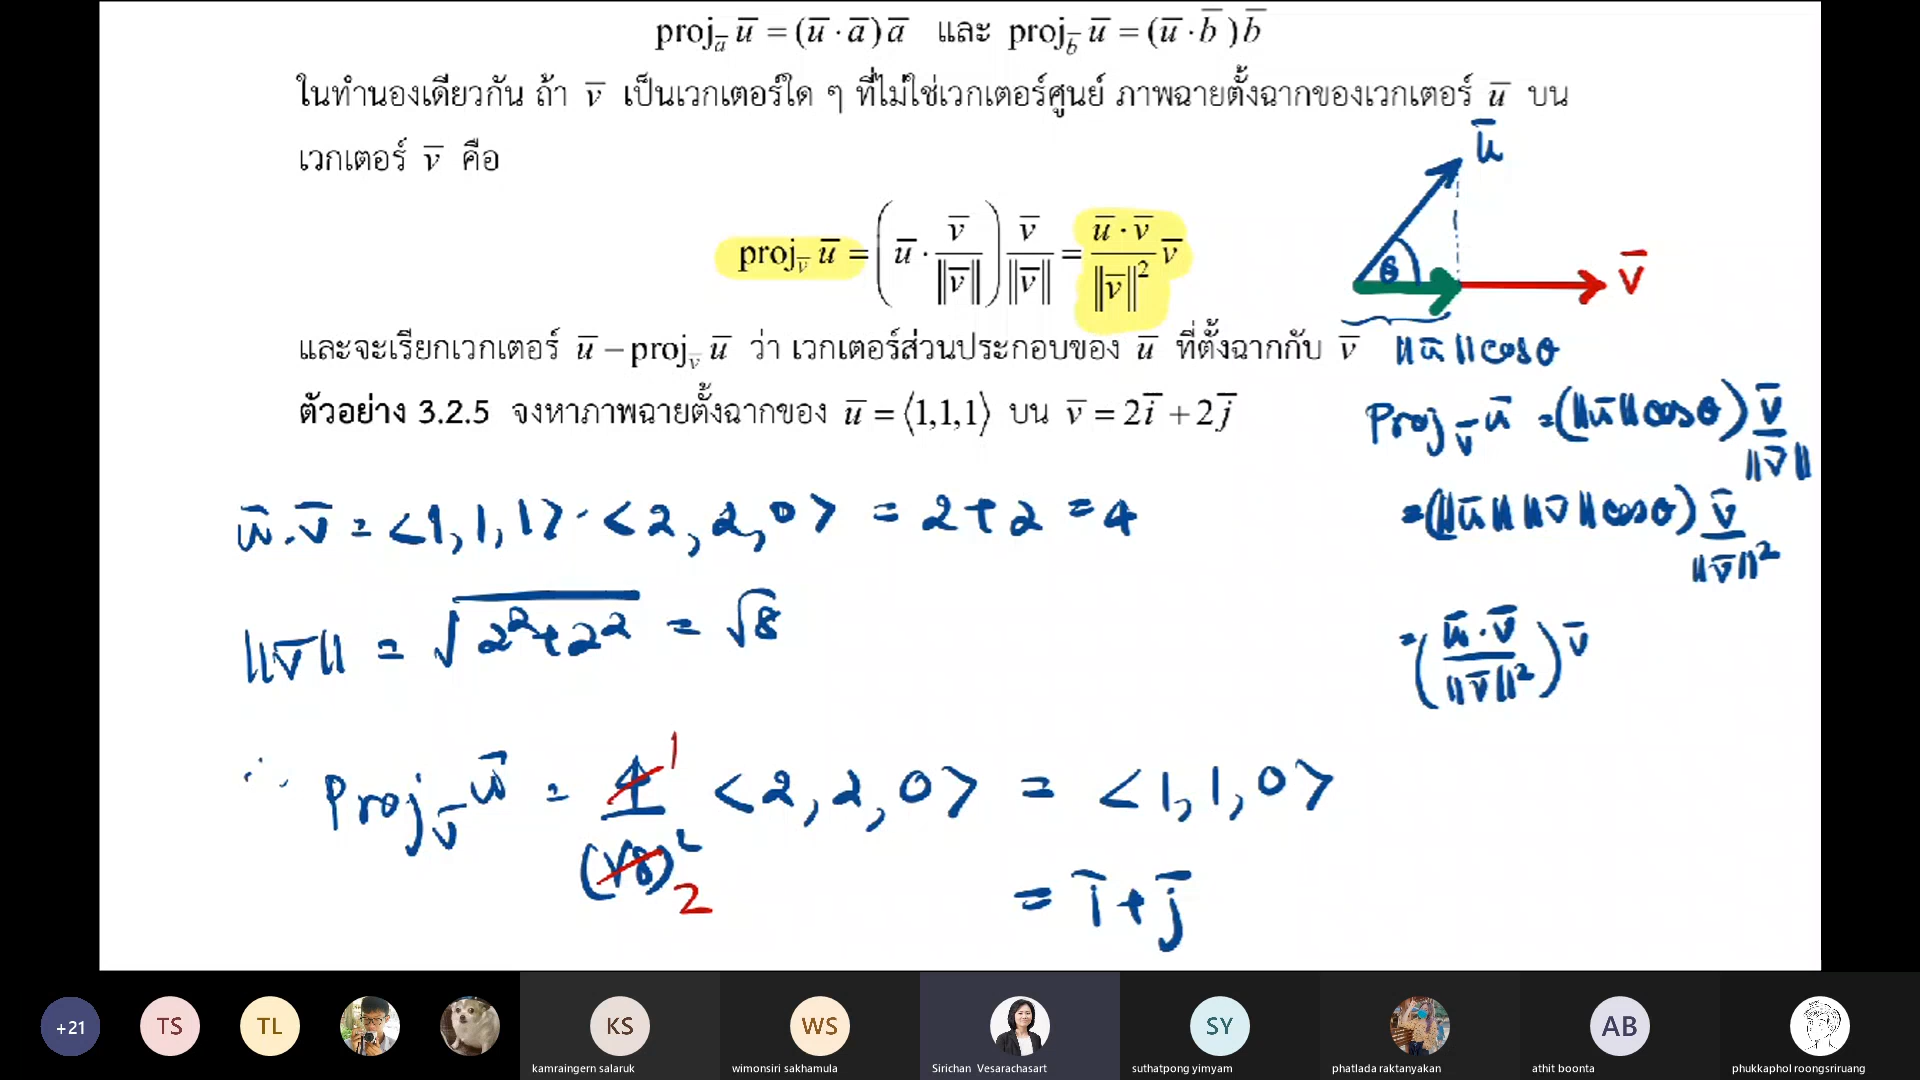 proj_a̅ u̅ = (u̅ · a̅) a̅ และ proj_b̅ u̅ = (u̅ · b̅) b̅
ในทำนองเดียวกัน ถ้า v̅ เป็นเวกเตอร์ใด ๆ ที่ไม่ใช่เวกเตอร์ศูนย์ ภาพฉายตั้งฉากของเวกเตอร์ u̅ บน
เวกเตอร์ v̅ คือ
proj_v̅ u̅ = (u̅ · v̅/‖v̅‖) v̅/‖v̅‖ = (u̅ · v̅)/‖v̅‖² v̅
และจะเรียกเวกเตอร์ u̅ − proj_v̅ u̅ ว่า เวกเตอร์ส่วนประกอบของ u̅ ที่ตั้งฉากกับ v̅
ตัวอย่าง 3.2.5 จงหาภาพฉายตั้งฉากของ u̅ = ⟨1,1,1⟩ บน v̅ = 2i̅ + 2j̅
u̅ · v̅ = <1, 1, 1> · <2, 2, 0> = 2 + 2 = 4
‖v̅‖ = √(2² + 2²) = √8
∴ Proj_v̅ u̅ = 4/(√8)² <2, 2, 0> = <1, 1, 0>
1
2
= i̅ + j̅
u̅
θ
v̅
‖u̅‖ cos θ
Proj_v̅ u̅ = (‖u̅‖ cos θ) v̅/‖v̅‖
= (‖u̅‖ ‖v̅‖ cos θ) v̅/‖v̅‖²
= ((u̅ · v̅)/‖v̅‖²) v̅
+21
TS
TL
KS
WS
SY
AB
kamraingern salaruk
wimonsiri sakhamula
Sirichan Vesarachasart
suthatpong yimyam
phatlada raktanyakan
athit boonta
phukkaphol roongsriruang